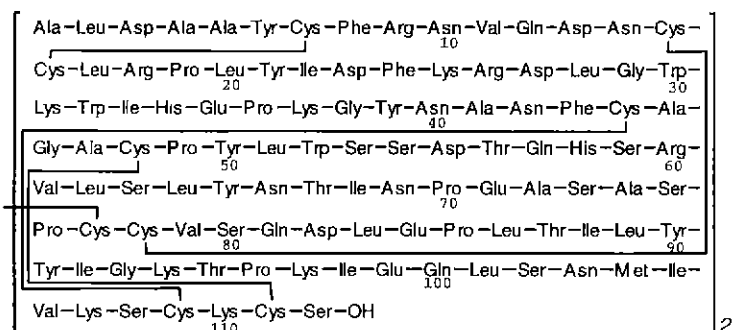 Ala-Leu-Asp-Ala-Ala-Tyr-Cys-Phe-Arg-Asn-Val-Gln-Asp-Asn-Cys-
10
Cys-Leu-Arg-Pro-Leu-Tyr-Ile-Asp-Phe-Lys-Arg-Asp-Leu-Gly-Trp-
20 30
Lys-Trp-Ile-His-Glu-Pro-Lys-Gly-Tyr-Asn-Ala-Asn-Phe-Cys-Ala-
40
Gly-Ala-Cys-Pro-Tyr-Leu-Trp-Ser-Ser-Asp-Thr-Gln-His-Ser-Arg-
50 60
Val-Leu-Ser-Leu-Tyr-Asn-Thr-Ile-Asn-Pro-Glu-Ala-Ser-Ala-Ser-
70
Pro-Cys-Cys-Val-Ser-Gln-Asp-Leu-Glu-Pro-Leu-Thr-Ile-Leu-Tyr-
80 90
Tyr-Ile-Gly-Lys-Thr-Pro-Lys-Ile-Glu-Gln-Leu-Ser-Asn-Met-Ile-
100
Val-Lys-Ser-Cys-Lys-Cys-Ser-OH
110 2